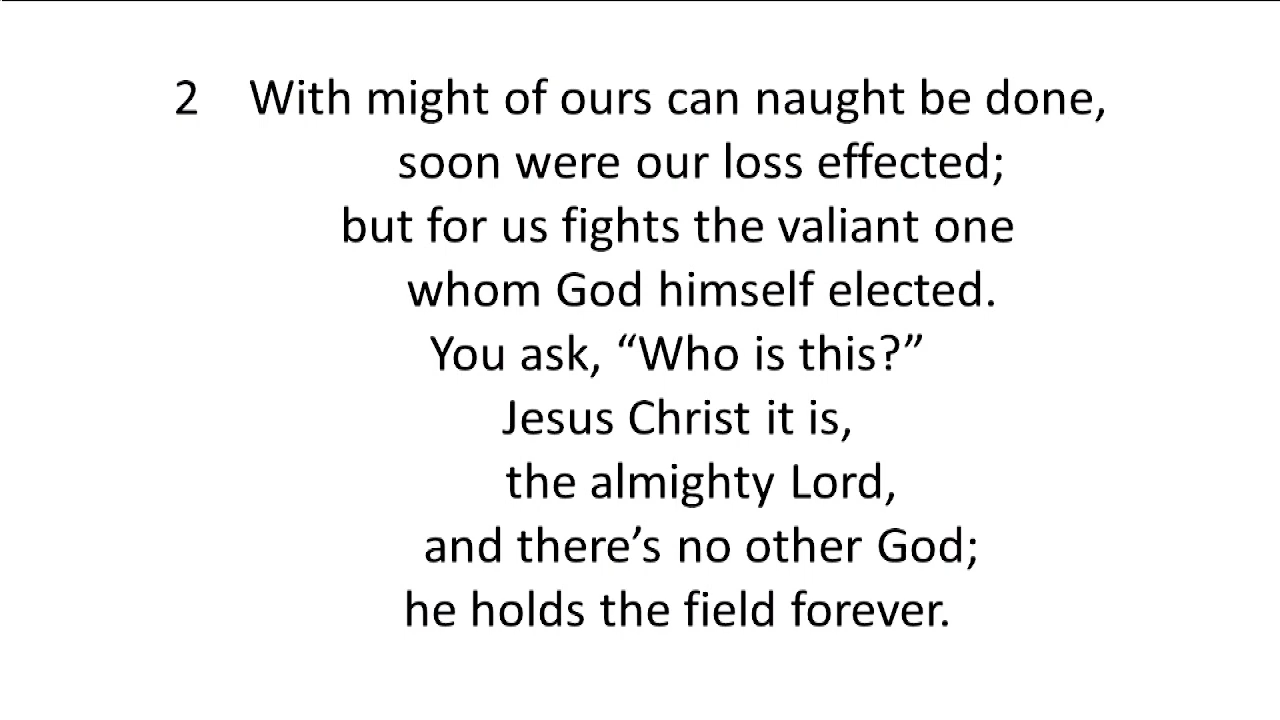 2 With might of ours can naught be done,
soon were our loss effected;
but for us fights the valiant one
whom God himself elected.
You ask, “Who is this?”
Jesus Christ it is,
the almighty Lord,
and there’s no other God;
he holds the field forever.